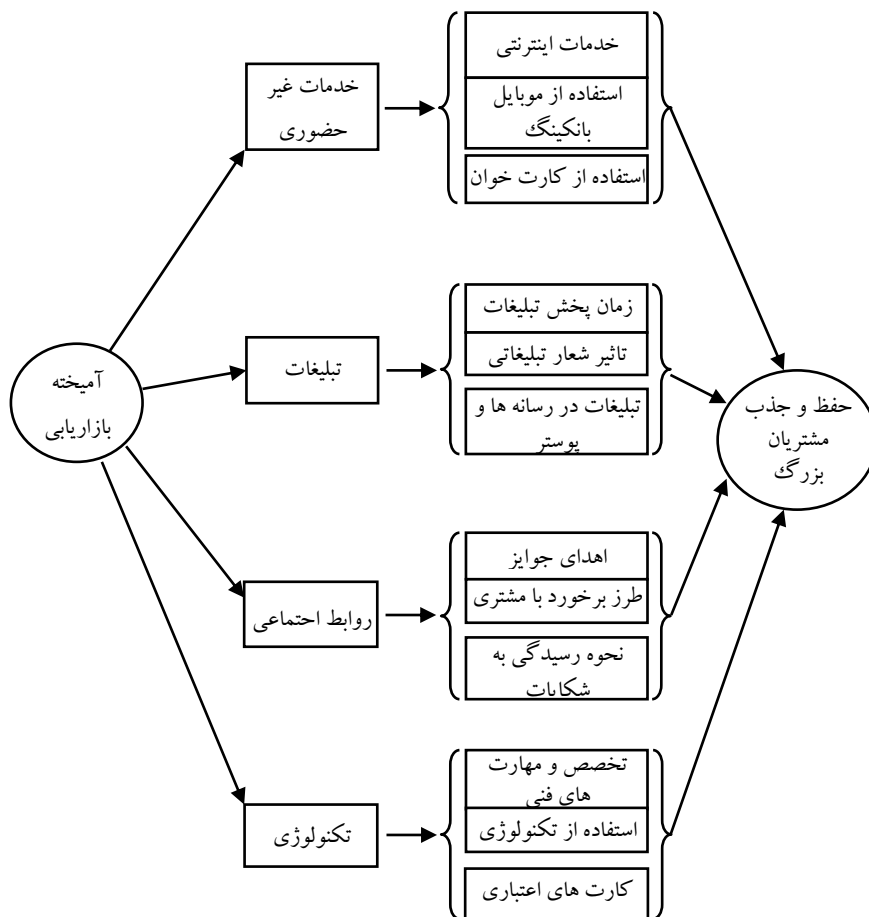 خدمات غیر
حضوری
خدمات اینترنتی
استفاده از موبایل
بانکینگ
استفاده از کارت خوان
آمیخته
بازاریابی
تبلیغات
زمان پخش تبلیغات
تاثیر شعار تبلیغاتی
تبلیغات در رسانه ها و
پوستر
حفظ و جذب
مشتریان
بزرگ
روابط احتماعی
اهدای جوایز
طرز برخورد با مشتری
نحوه رسیدگی به
شکایات
تکنولوژی
تخصص و مهارت
های فنی
استفاده از تکنولوژی
کارت های اعتباری